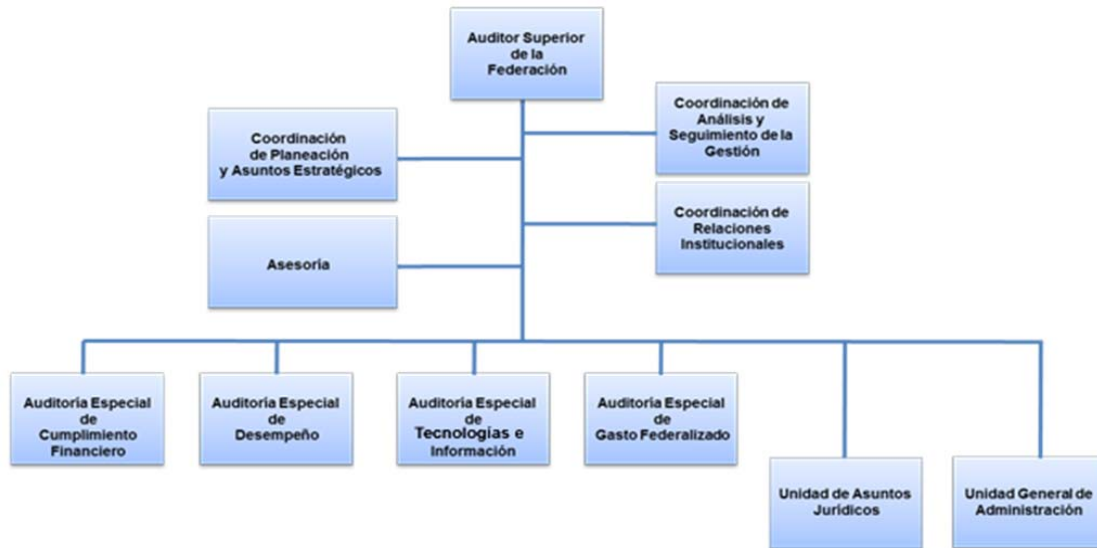 Auditor Superior
de la
Federación
Coordinación
de Planeación
y Asuntos Estratégicos
Coordinación de
Análisis y
Seguimiento de la
Gestión
Asesoría
Coordinación de
Relaciones
Institucionales
Auditoría Especial
de
Cumplimiento
Financiero
Auditoría Especial
de
Desempeño
Auditoría Especial
de
Tecnologías e
Información
Auditoría Especial
de
Gasto Federalizado
Unidad de Asuntos
Jurídicos
Unidad General de
Administración